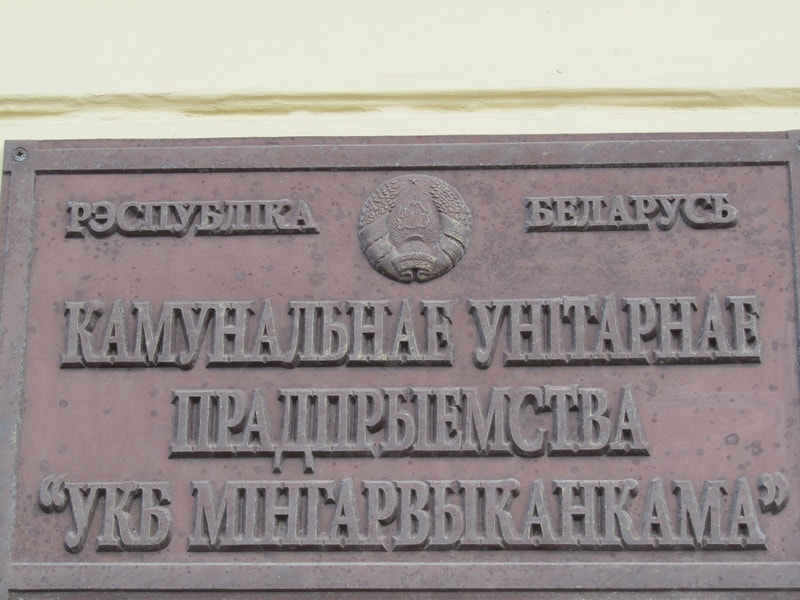 РЭСПУБЛІКА БЕЛАРУСЬ
КАМУНАЛЬНАЕ УНІТАРНАЕ
ПРАДПРЫЕМСТВА
“УКБ МІНГАРВЫКАНКАМА”